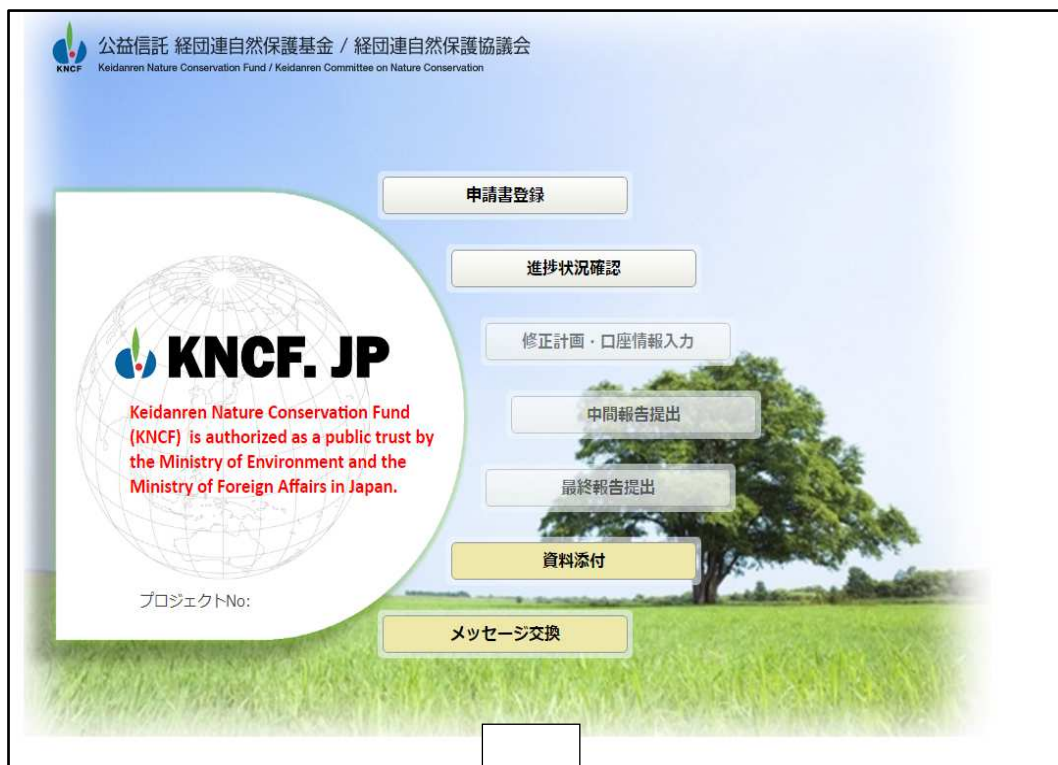 公益信託 経団連自然保護基金 / 経団連自然保護協議会
KNCF
Keidanren Nature Conservation Fund / Keidanren Committee on Nature Conservation
申請書登録
進捗状況確認
修正計画・口座情報入力
中間報告提出
最終報告提出
資料添付
メッセージ交換
KNCF. JP
Keidanren Nature Conservation Fund
(KNCF) is authorized as a public trust by
the Ministry of Environment and the
Ministry of Foreign Affairs in Japan.
プロジェクトNo: